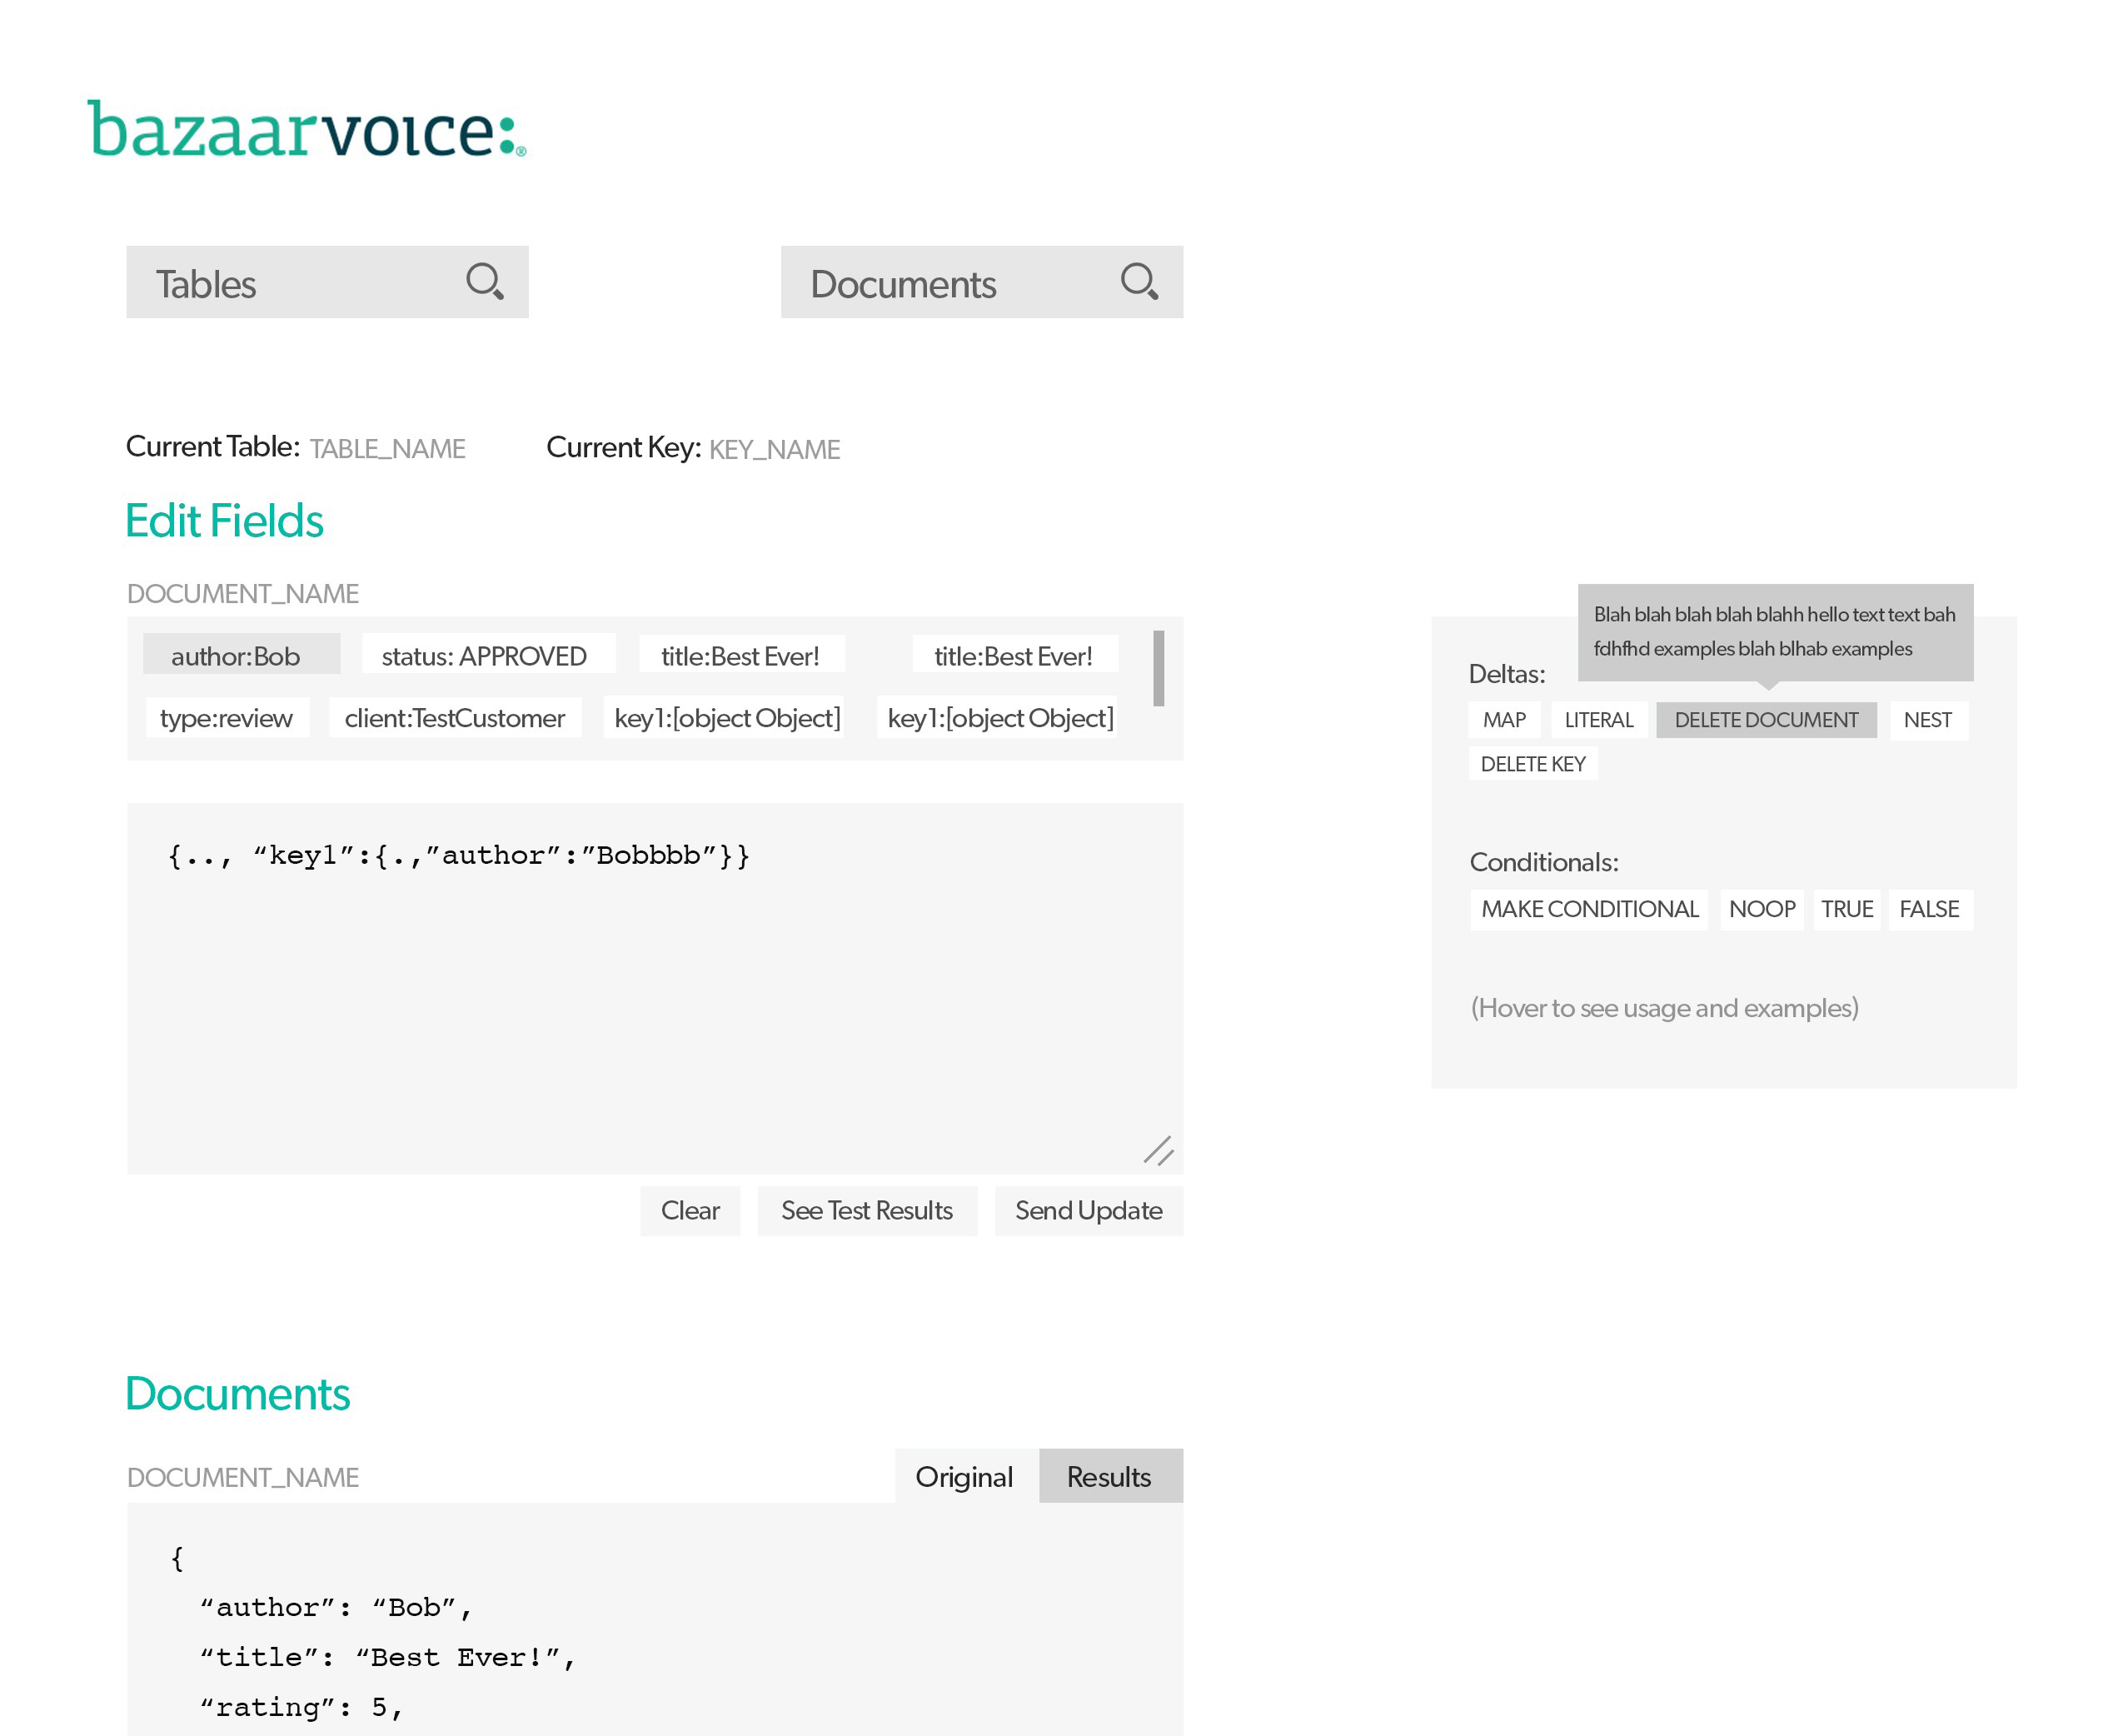 bazaarvoice:®
Tables
Documents
Current Table: TABLE_NAME
Current Key: KEY_NAME
Edit Fields
DOCUMENT_NAME
author:Bob
status: APPROVED
title:Best Ever!
title:Best Ever!
type:review
client:TestCustomer
key1:[object Object]
key1:[object Object]
{.., “key1”:{.,”author”:”Bobbbb”}}
Clear
See Test Results
Send Update
Blah blah blah blah blahh hello text text bah
fdhfhd examples blah blhab examples
Deltas:
MAP
LITERAL
DELETE DOCUMENT
NEST
DELETE KEY
Conditionals:
MAKE CONDITIONAL
NOOP
TRUE
FALSE
(Hover to see usage and examples)
Documents
DOCUMENT_NAME
Original
Results
{
“author”: “Bob”,
“title”: “Best Ever!”,
“rating”: 5,